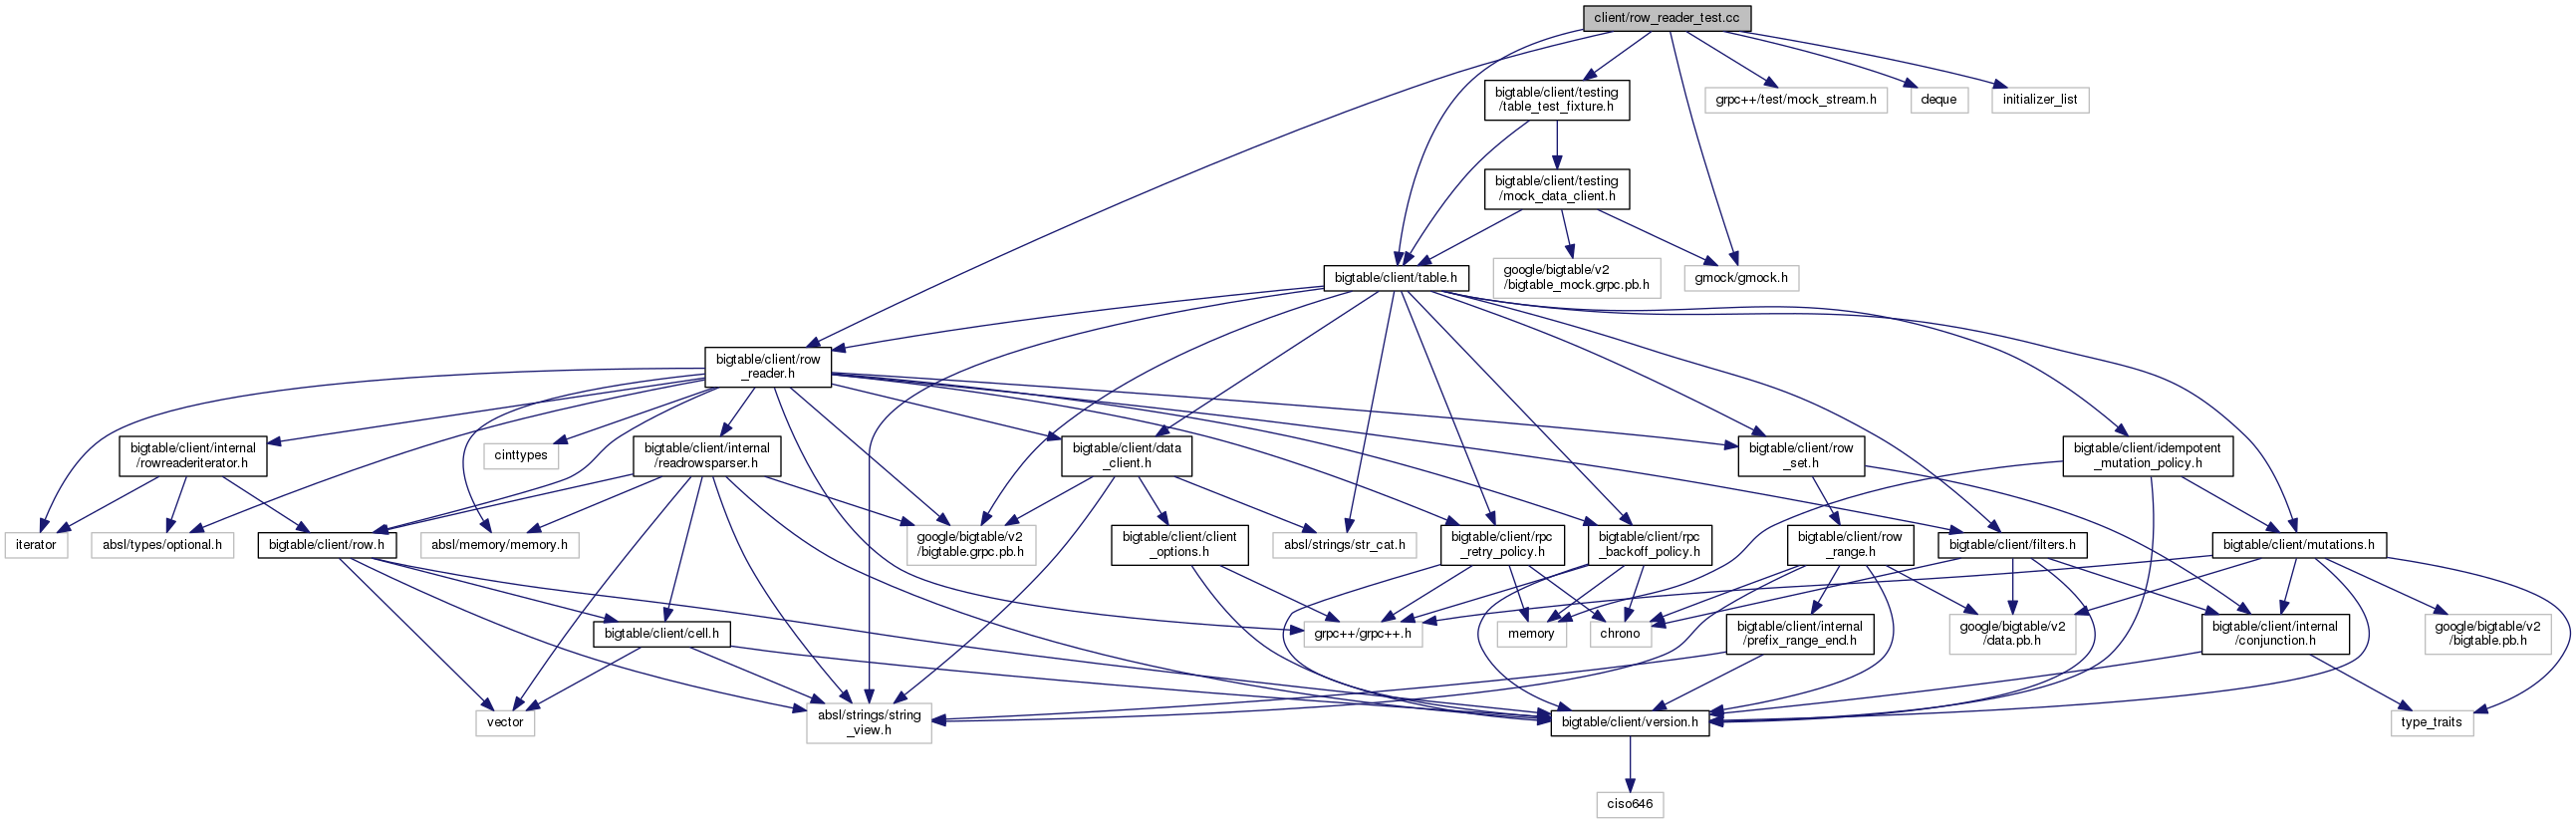 client/row_reader_test.cc
bigtable/client/testing
/table_test_fixture.h
grpc++/test/mock_stream.h
deque
initializer_list
bigtable/client/testing
/mock_data_client.h
bigtable/client/table.h
google/bigtable/v2
/bigtable_mock.grpc.pb.h
gmock/gmock.h
bigtable/client/row
_reader.h
bigtable/client/internal
/rowreaderiterator.h
cinttypes
bigtable/client/internal
/readrowsparser.h
bigtable/client/data
_client.h
bigtable/client/row
_set.h
bigtable/client/idempotent
_mutation_policy.h
iterator
absl/types/optional.h
bigtable/client/row.h
absl/memory/memory.h
google/bigtable/v2
/bigtable.grpc.pb.h
bigtable/client/client
_options.h
absl/strings/str_cat.h
bigtable/client/rpc
_retry_policy.h
bigtable/client/rpc
_backoff_policy.h
bigtable/client/row
_range.h
bigtable/client/filters.h
bigtable/client/mutations.h
bigtable/client/cell.h
grpc++/grpc++.h
memory
chrono
bigtable/client/internal
/prefix_range_end.h
google/bigtable/v2
/data.pb.h
bigtable/client/internal
/conjunction.h
google/bigtable/v2
/bigtable.pb.h
vector
absl/strings/string
_view.h
bigtable/client/version.h
type_traits
ciso646